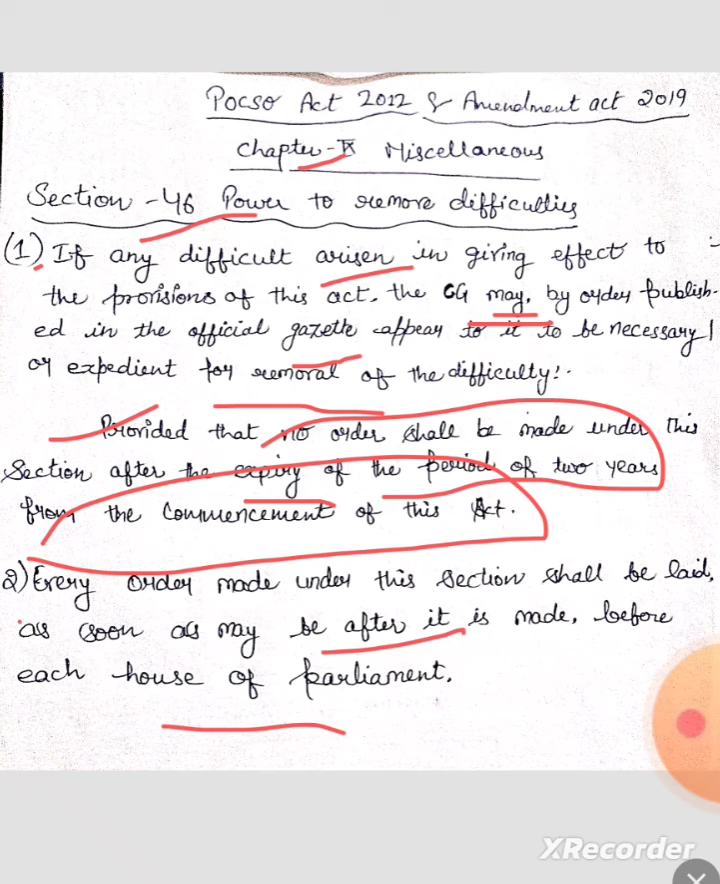 Pocso Act 2012 & Amendment act 2019
Chapter-IX Miscellaneous
Section-46 Power to remove difficulties
(1) If any difficult arisen in giving effect to
the provisions of this act, the CG may, by order publish-
ed in the official gazette appear to it to be necessary
or expedient for removal of the difficulty:.
Provided that no order shall be made under this
Section after the expiry of the period of two years
from the Commencement of this Act.
2) Every order made under this Section shall be laid,
as soon as may be after it is made, before
each house of parliament.
XRecorder